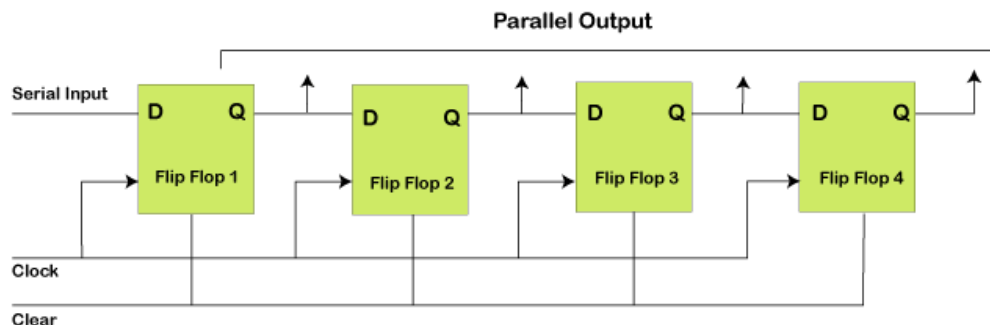 Parallel Output
Serial Input
D Q
D Q
D Q
D Q
Flip Flop 1
Flip Flop 2
Flip Flop 3
Flip Flop 4
Clock
Clear